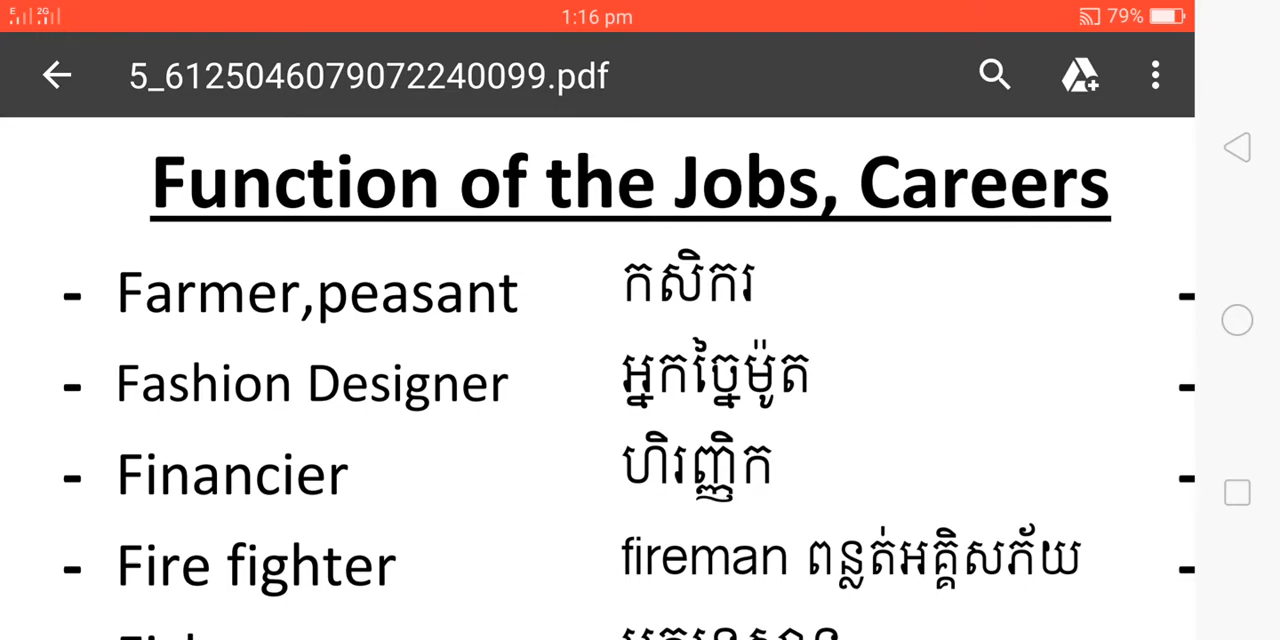 E 2G 1:16 pm 79%
5_6125046079072240099.pdf
Function of the Jobs, Careers
- Farmer,peasant កសិករ -
- Fashion Designer អ្នកច្នៃម៉ូត -
- Financier ហិរញ្ញិក -
- Fire fighter fireman ពន្លត់អគ្គិសភ័យ -